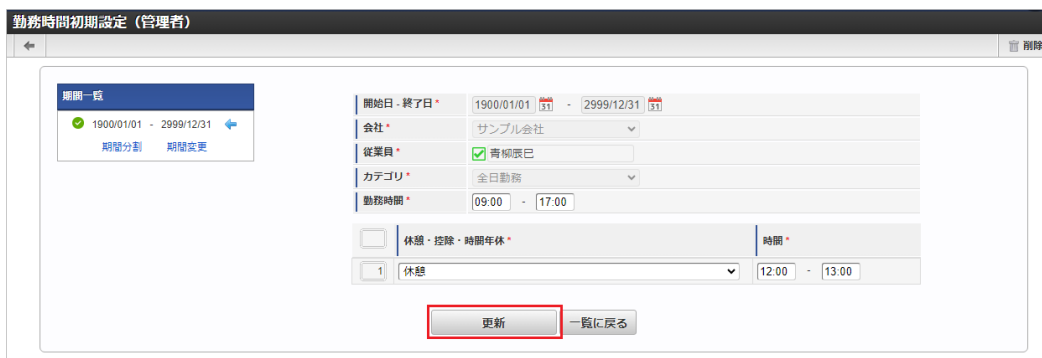 勤務時間初期設定（管理者）
削除
期間一覧
1900/01/01 - 2999/12/31
期間分割 期間変更
開始日 - 終了日* 1900/01/01 31 - 2999/12/31 31
会社* サンプル会社
従業員* 青柳辰巳
カテゴリ* 全日勤務
勤務時間* 09:00 - 17:00
休憩・控除・時間年休* 時間*
1 休憩 12:00 - 13:00
更新 一覧に戻る